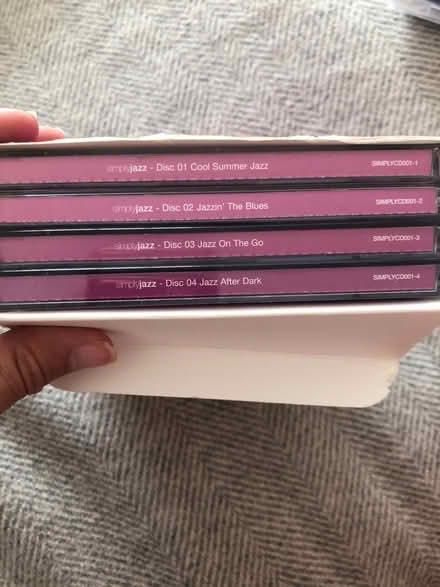 simplyjazz - Disc 01 Cool Summer Jazz SIMPLYCD001-1
simplyjazz - Disc 02 Jazzin' The Blues SIMPLYCD001-2
simplyjazz - Disc 03 Jazz On The Go SIMPLYCD001-3
simplyjazz - Disc 04 Jazz After Dark SIMPLYCD001-4